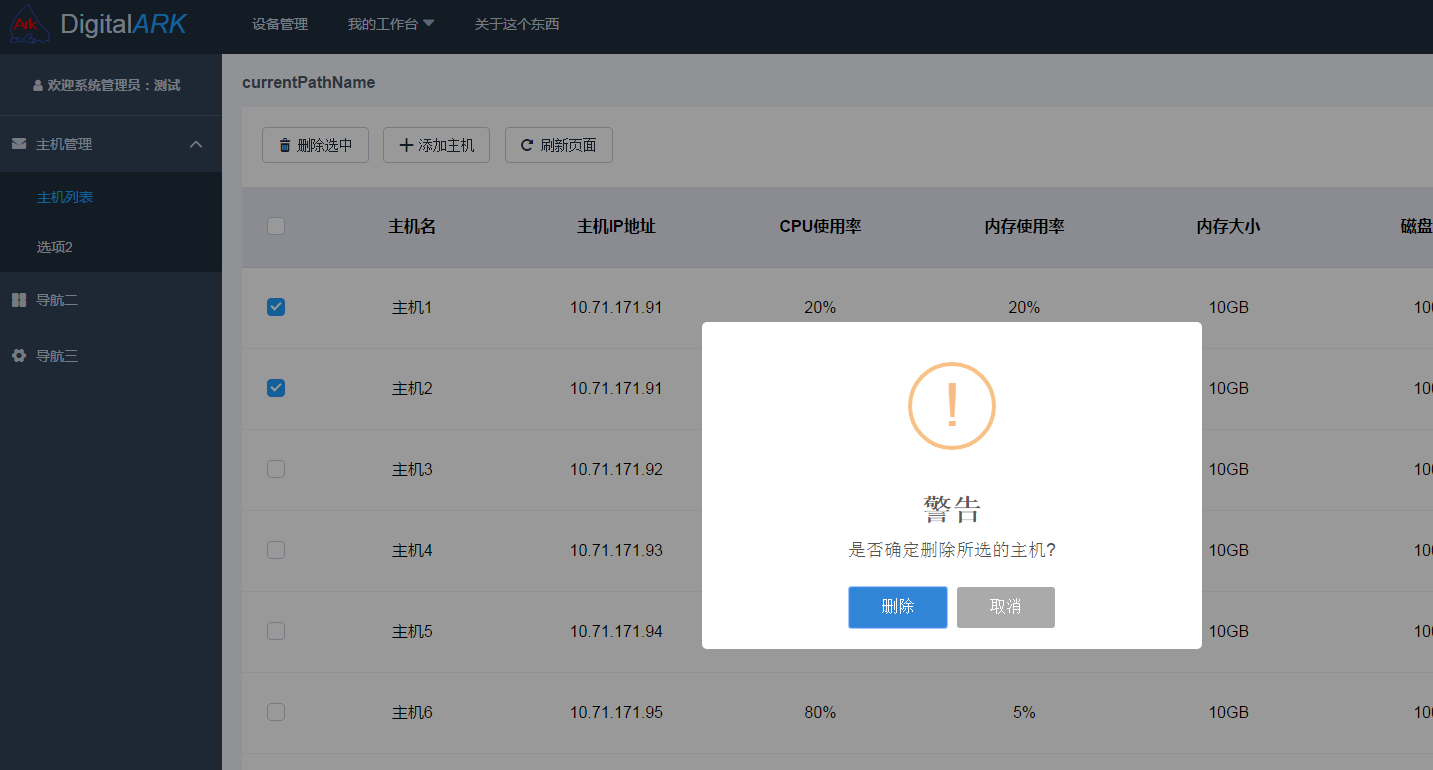 Ark DigitalARK 设备管理 我的工作台 关于这个东西
欢迎系统管理员：测试
currentPathName
主机管理
主机列表
选项2
导航二
导航三
删除选中 添加主机 刷新页面
主机名 主机IP地址 CPU使用率 内存使用率 内存大小 磁盘
主机1 10.71.171.91 20% 20% 10GB 100
主机2 10.71.171.91 10GB 100
主机3 10.71.171.92 10GB 100
主机4 10.71.171.93 10GB 100
主机5 10.71.171.94 10GB 100
主机6 10.71.171.95 80% 5% 10GB 100
!
警告
是否确定删除所选的主机?
删除 取消